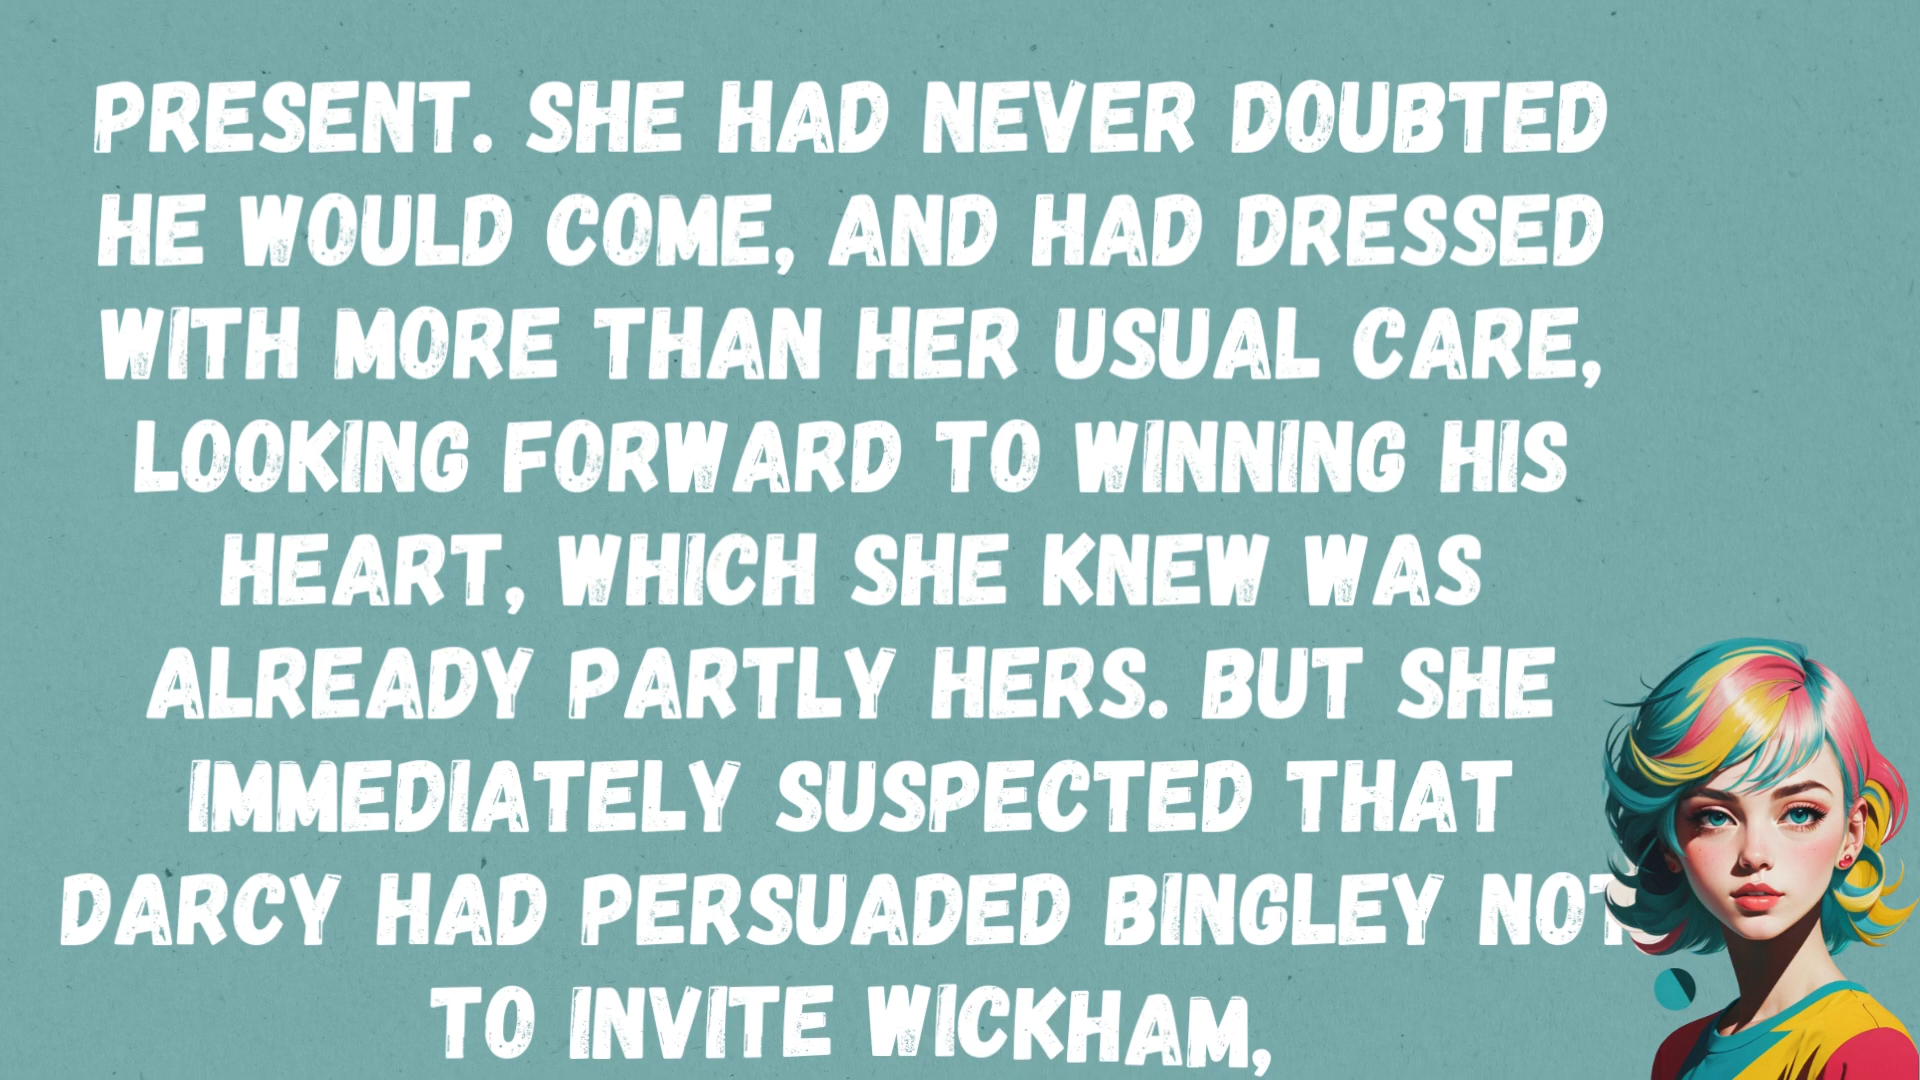 PRESENT. SHE HAD NEVER DOUBTED
HE WOULD COME, AND HAD DRESSED
WITH MORE THAN HER USUAL CARE,
LOOKING FORWARD TO WINNING HIS
HEART, WHICH SHE KNEW WAS
ALREADY PARTLY HERS. BUT SHE
IMMEDIATELY SUSPECTED THAT
DARCY HAD PERSUADED BINGLEY NOT
TO INVITE WICKHAM,